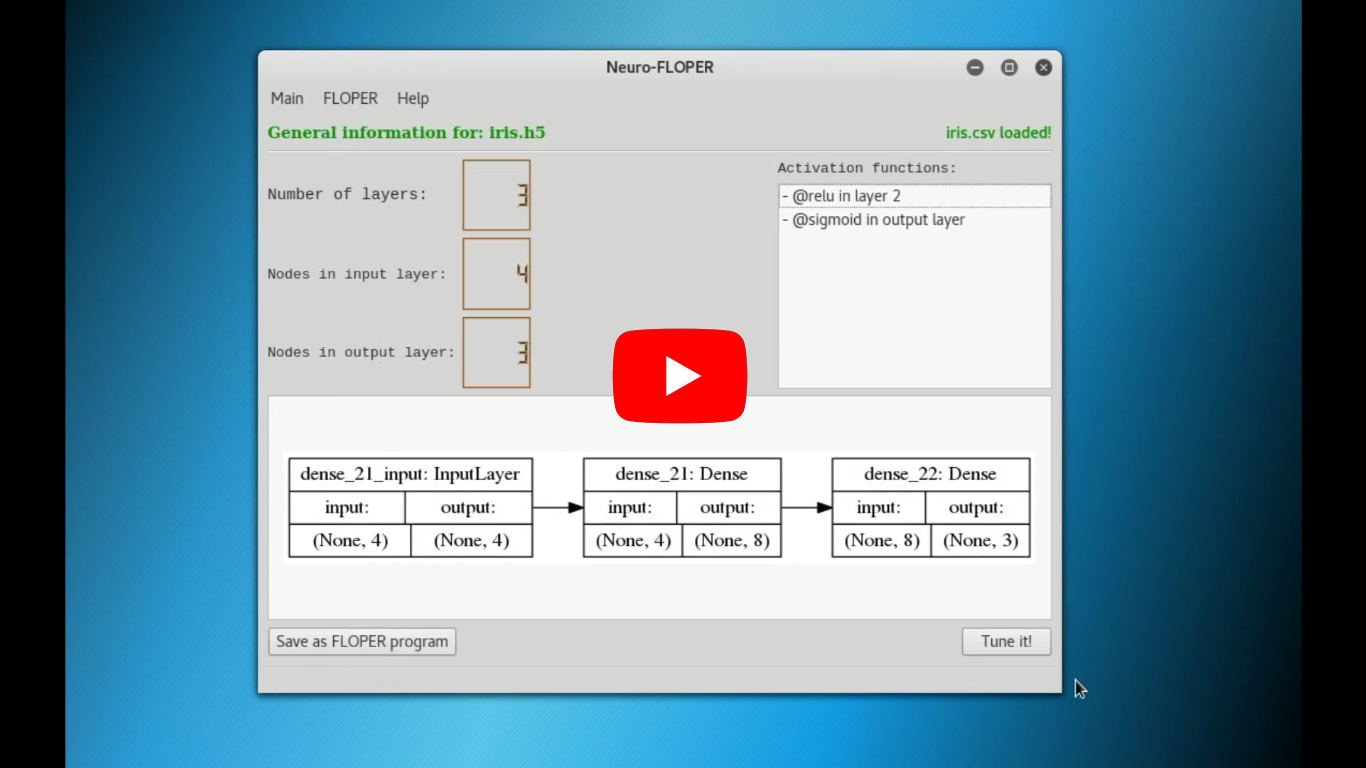 Neuro-FLOPER
Main FLOPER Help
General information for: iris.h5 iris.csv loaded!
Number of layers: 3
Nodes in input layer: 4
Nodes in output layer: 3
Activation functions:
- @relu in layer 2
- @sigmoid in output layer
dense_21_input: InputLayer
input: output:
(None, 4) (None, 4)
dense_21: Dense
input: output:
(None, 4) (None, 8)
dense_22: Dense
input: output:
(None, 8) (None, 3)
Save as FLOPER program Tune it!